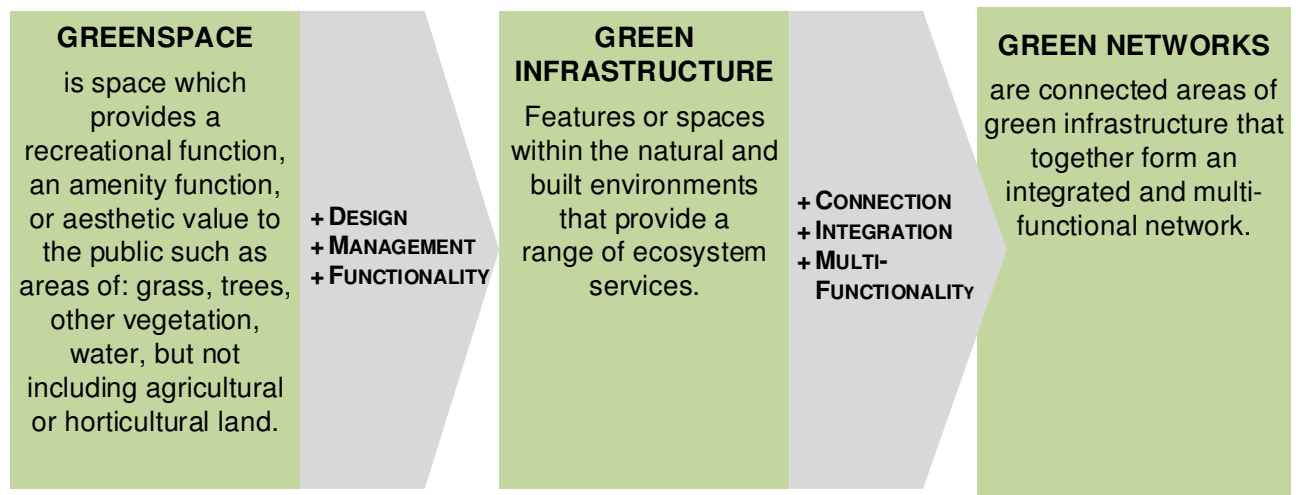 GREENSPACE
is space which
provides a
recreational function,
an amenity function,
or aesthetic value to
the public such as
areas of: grass, trees,
other vegetation,
water, but not
including agricultural
or horticultural land.
+ DESIGN
+ MANAGEMENT
+ FUNCTIONALITY
GREEN
INFRASTRUCTURE
Features or spaces
within the natural and
built environments
that provide a
range of ecosystem
services.
+ CONNECTION
+ INTEGRATION
+ MULTI-
FUNCTIONALITY
GREEN NETWORKS
are connected areas of
green infrastructure that
together form an
integrated and multi-
functional network.